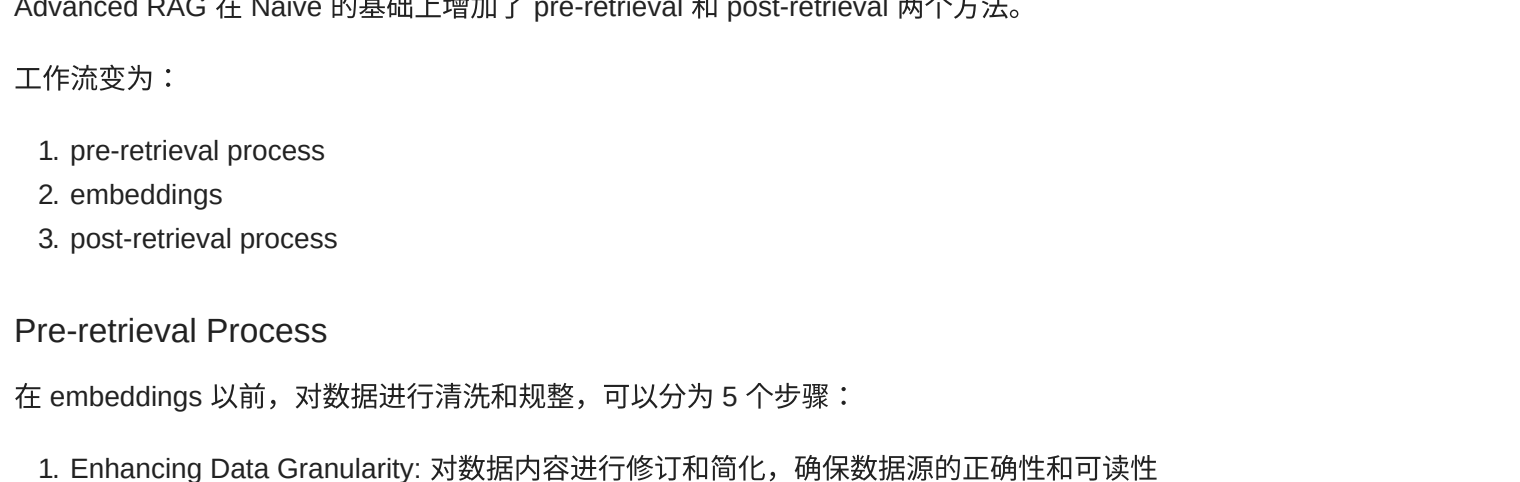 Advanced RAG 在 Naive 的基础上增加了 pre-retrieval 和 post-retrieval 两个方法。
工作流变为：
1. pre-retrieval process
2. embeddings
3. post-retrieval process
Pre-retrieval Process
在 embeddings 以前，对数据进行清洗和规整，可以分为 5 个步骤：
1. Enhancing Data Granularity: 对数据内容进行修订和简化，确保数据源的正确性和可读性